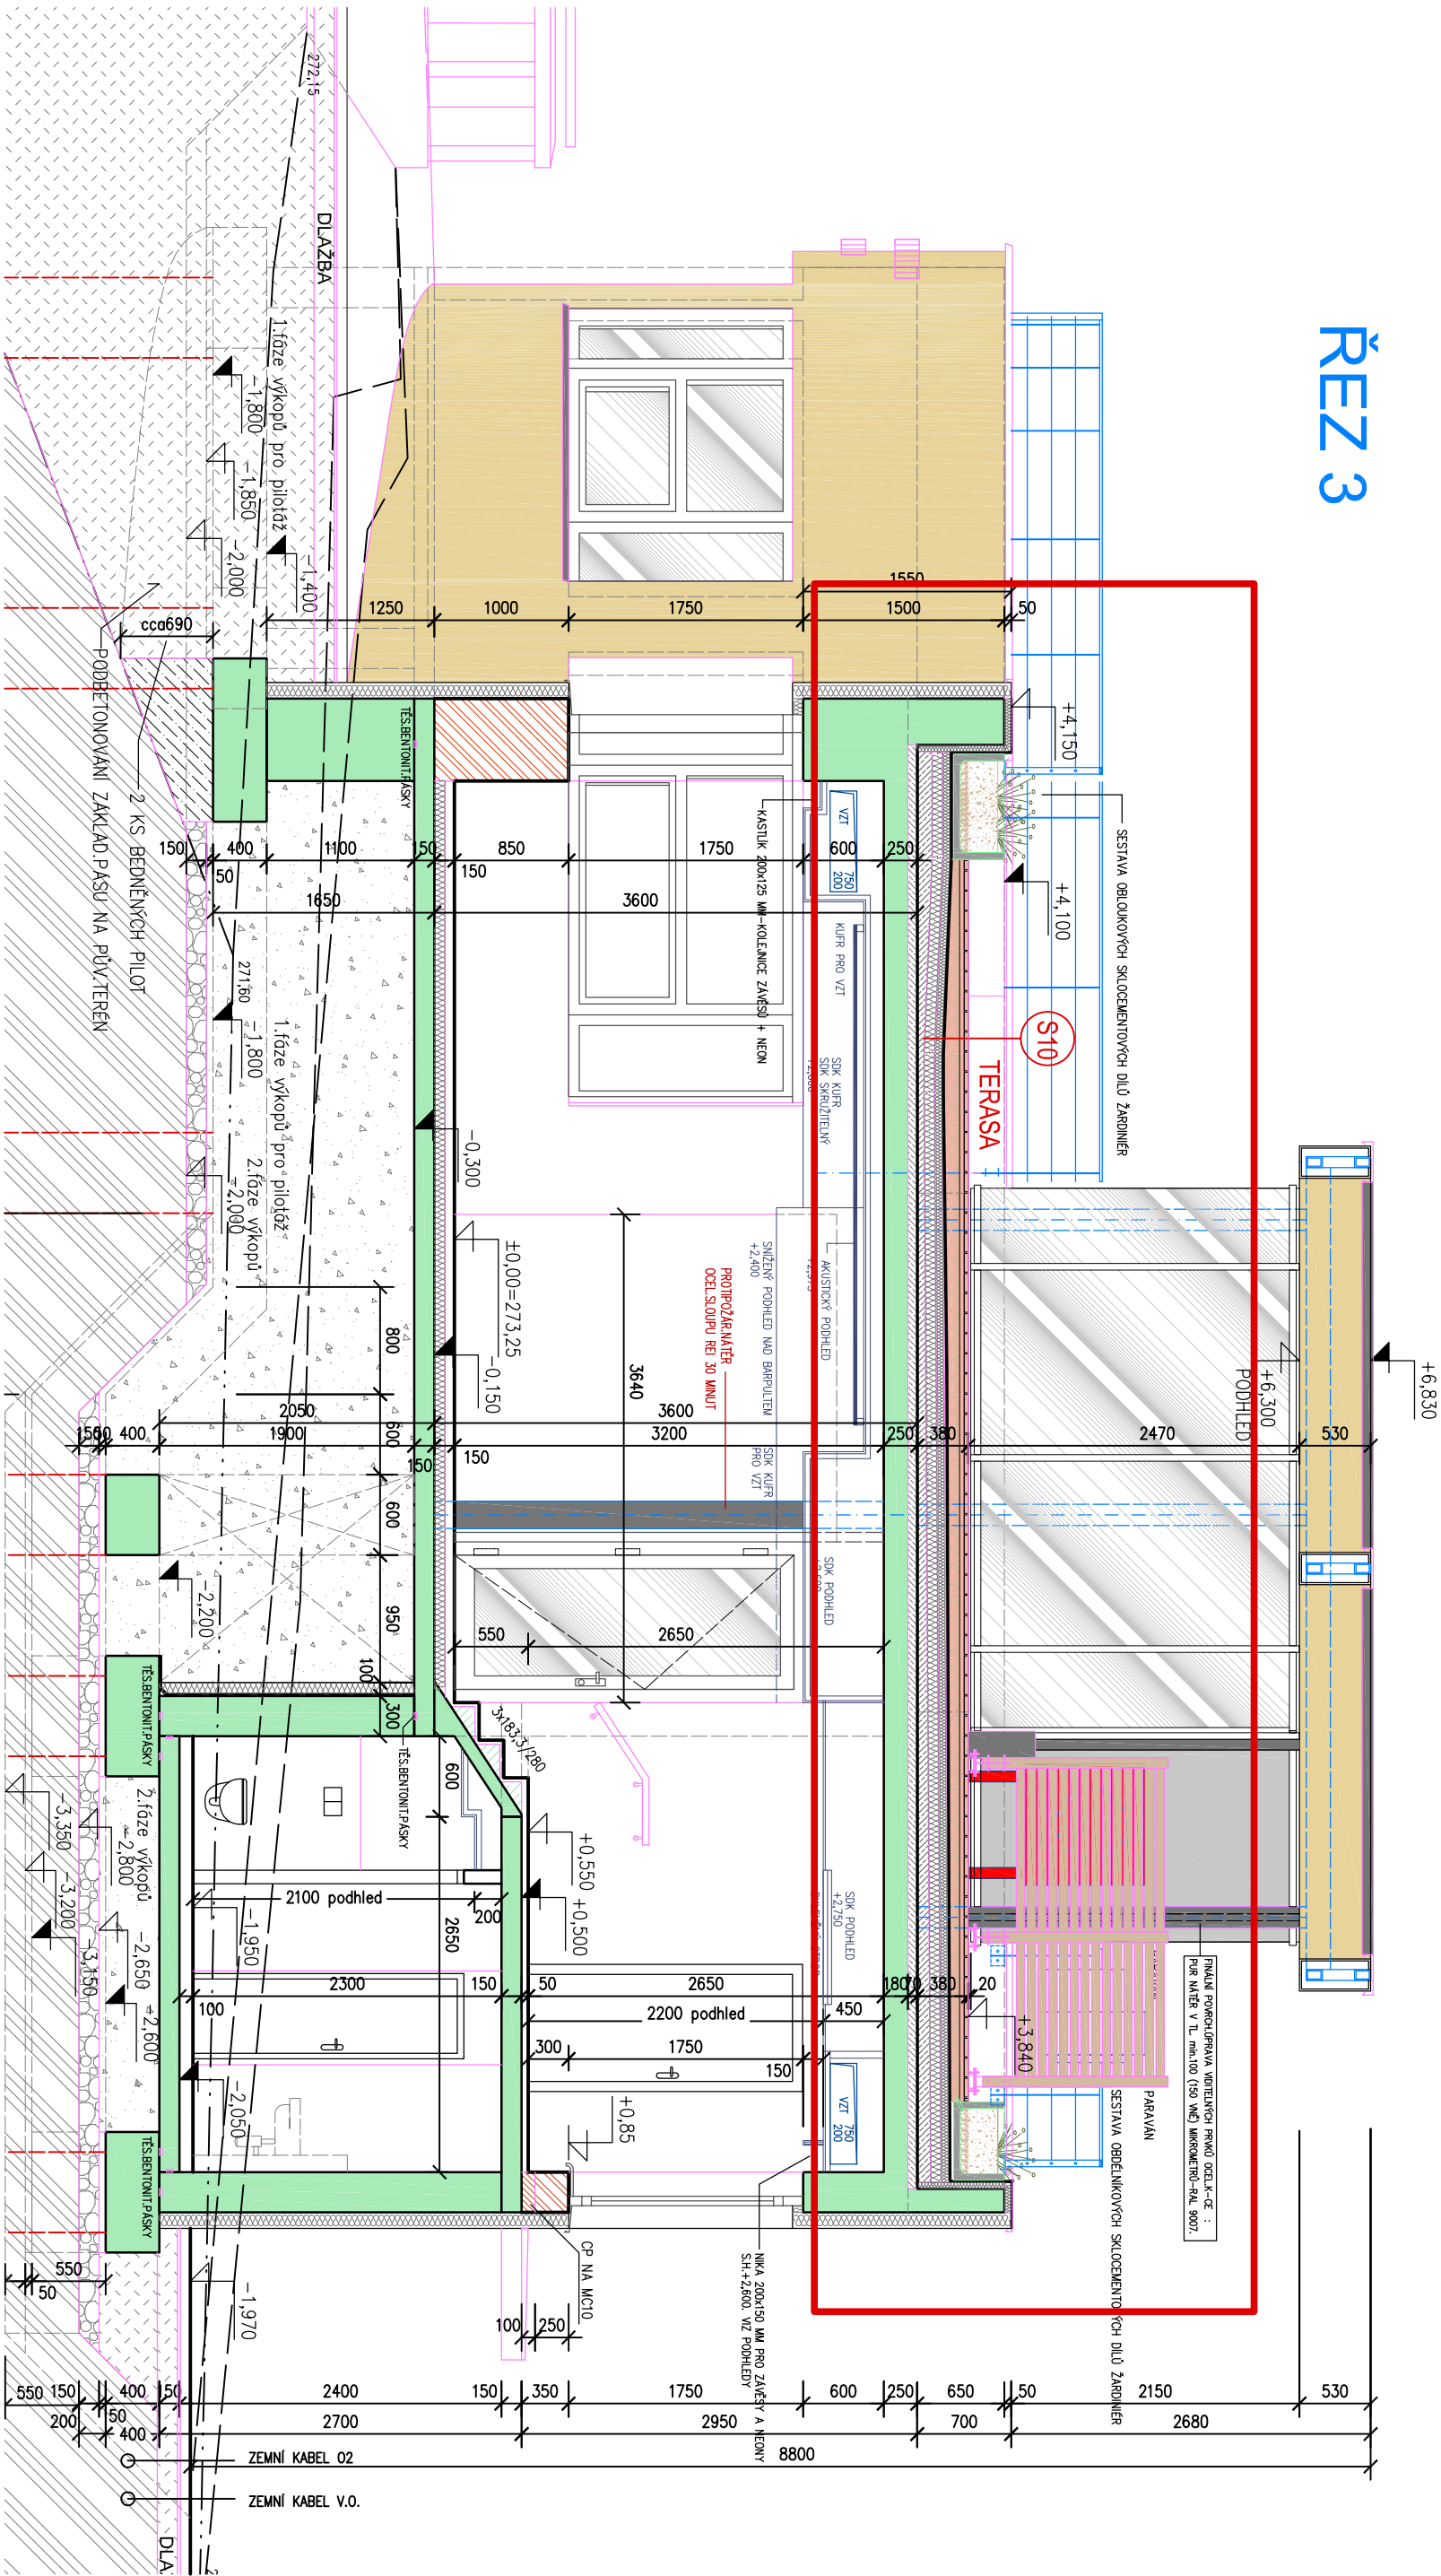 ŘEZ 3
+6,830
+6,300
PODHLED
530
2470
530
2150
2680
50
+4,150
+4,100
SESTAVA OBLOUKOVÝCH SKLOCEMENTOVÝCH DÍLŮ ŽARDINIÉR
S10
TERASA
FINÁLNÍ POVRCH.ÚPRAVA VIDITELNÝCH PRVKŮ OCEL.K-CE :
PUR NÁTĚR V TL. min.100 (150 VNĚ) MIKROMETRŮ-RAL 9007.
PARAVÁN
SESTAVA OBDÉLNÍKOVÝCH SKLOCEMENTOVÝCH DÍLŮ ŽARDINIÉR
+3,840
1550
1500
50
1750
1000
1250
VZT
750
200
KASTLÍK 200x125 MM-KOLEJNICE ZÁVĚSŮ + NEON
KUFR PRO VZT
SDK KUFR
SDK SKRUŽITELNÝ
AKUSTICKÝ PODHLED
SNÍŽENÝ PODHLED NAD BARPULTEM
+2,400
SDK KUFR
PRO VZT
PROTIPOŽÁR.NÁTĚR
OCEL.SLOUPU REI 30 MINUT
SDK PODHLED
SDK PODHLED
+2,750
VZT
750
200
NIKA 200x150 MM PRO ZÁVĚSY A NEONY
S.H.+2,600. VIZ PODHLEDY
250
600
1750
850
150
150
1100
400
50
150
3600
1650
3640
380
250
3200
150
150
1900
400
3600
2050
2650
550
20
380
70
180
2650
50
150
2300
100
450
2200 podhled
150
1750
300
650
700
250
600
1750
350
150
2400
50
400
50
150
550
2950
2700
400
200
8800
100
250
CP NA MC10
+0,85
+0,550
+0,500
3x183,3/280
±0,00=273,25
-0,150
-0,300
TĚS.BENTONIT.PÁSKY
TĚS.BENTONIT.PÁSKY
TĚS.BENTONIT.PÁSKY
TĚS.BENTONIT.PÁSKY
800
600
600
950
100
300
600
2650
2100 podhled
200
272,15
DLAŽBA
1.fáze výkopů pro pilotáž
-1,400
-1,800
-1,850
-2,000
cca690
PODBETONOVÁNÍ ZÁKLAD.PÁSU NA PŮV.TERÉN
2 KS BEDNĚNÝCH PILOT
271,60
1.fáze výkopů pro pilotáž
-1,800
2.fáze výkopů
-2,000
-2,200
2.fáze výkopů
-2,800
-3,350
-3,200
-3,150
-2,650
-2,600
-1,950
-2,050
-1,970
550
50
ZEMNÍ KABEL O2
ZEMNÍ KABEL V.O.
DLA